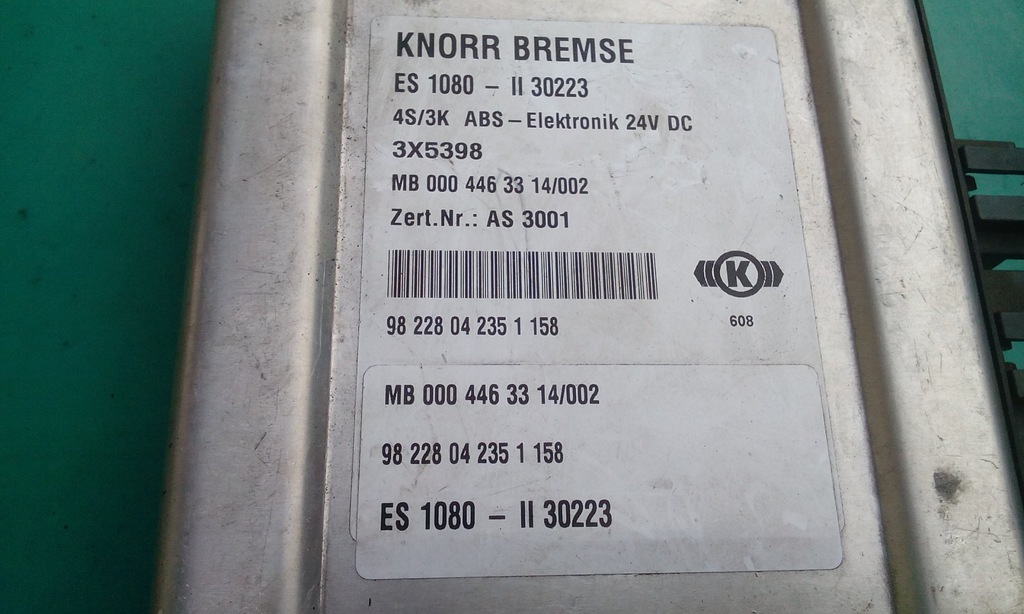 KNORR BREMSE
ES 1080 – II 30223
4S/3K ABS – Elektronik 24V DC
3X5398
MB 000 446 33 14/002
Zert.Nr.: AS 3001
K
98 228 04 235 1 158
608
MB 000 446 33 14/002
98 228 04 235 1 158
ES 1080 – II 30223